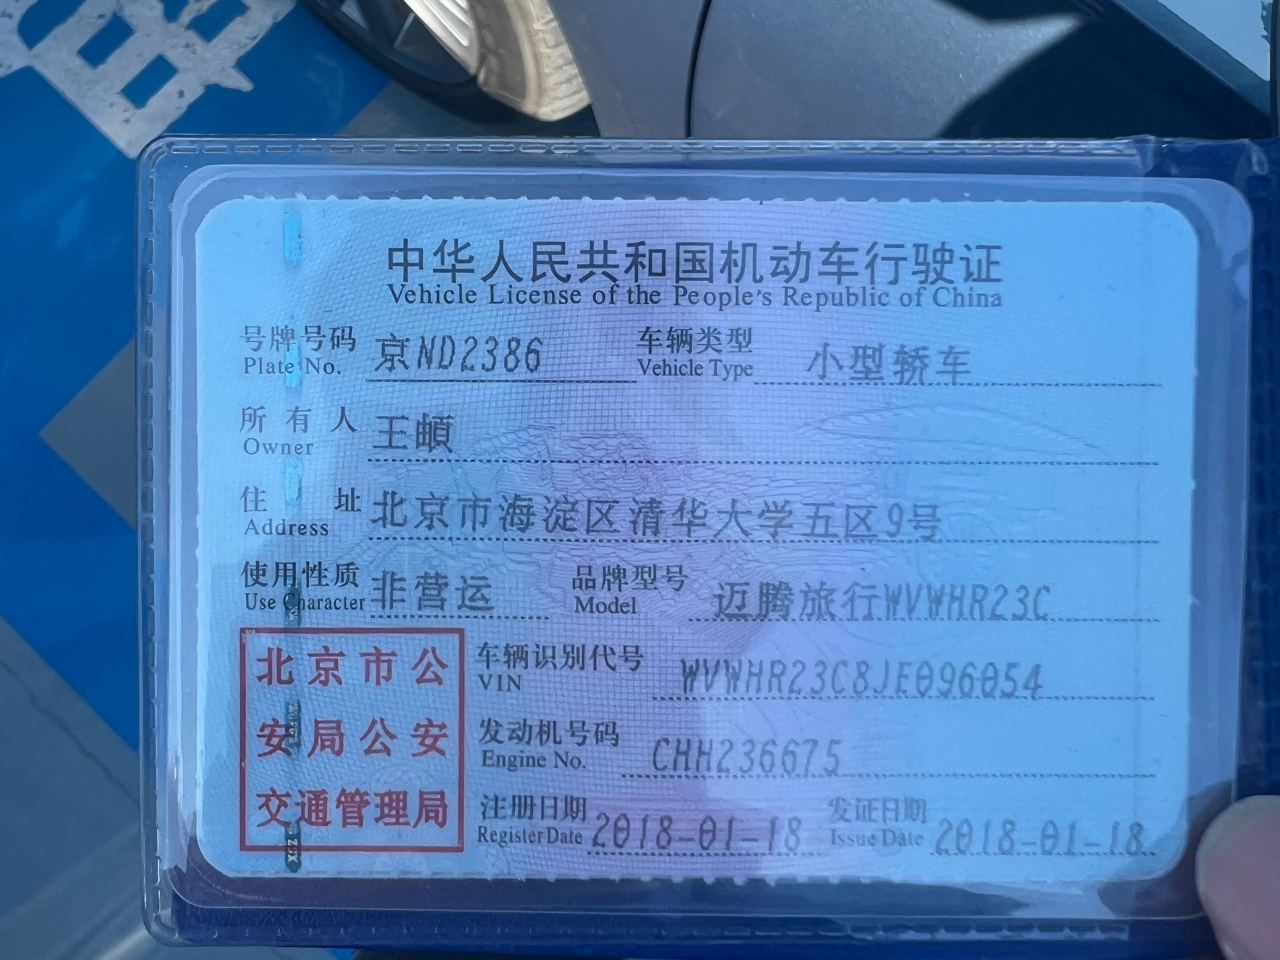 中华人民共和国机动车行驶证
Vehicle License of the People's Republic of China
号牌号码 京ND2386 车辆类型 小型轿车
Plate No. Vehicle Type
所有人 王頔
Owner
住址 北京市海淀区清华大学五区9号
Address
使用性质 非营运 品牌型号 迈腾旅行WVWHR23C
Use Character Model
北京市公
安局公安
交通管理局
车辆识别代号 WVWHR23C8JE096054
VIN
发动机号码 CHH236675
Engine No.
注册日期 2018-01-18 发证日期 2018-01-18
Register Date Issue Date